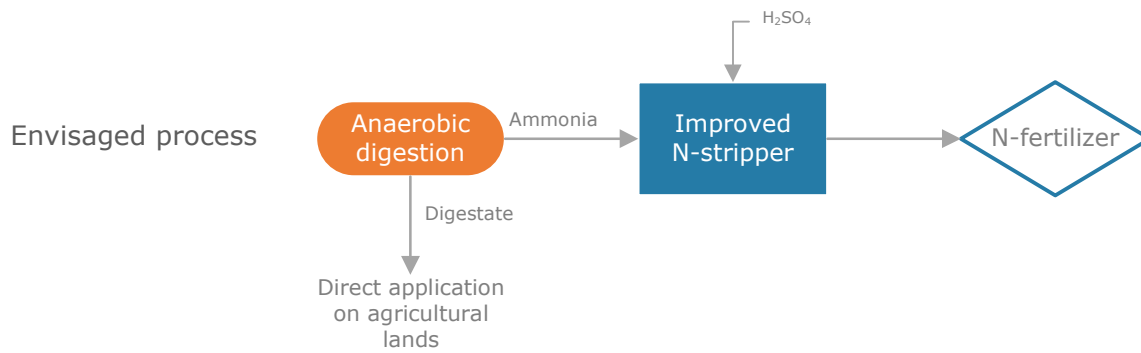 H₂SO₄
Envisaged process
Anaerobic
digestion
Ammonia
Improved
N-stripper
N-fertilizer
Digestate
Direct application
on agricultural
lands